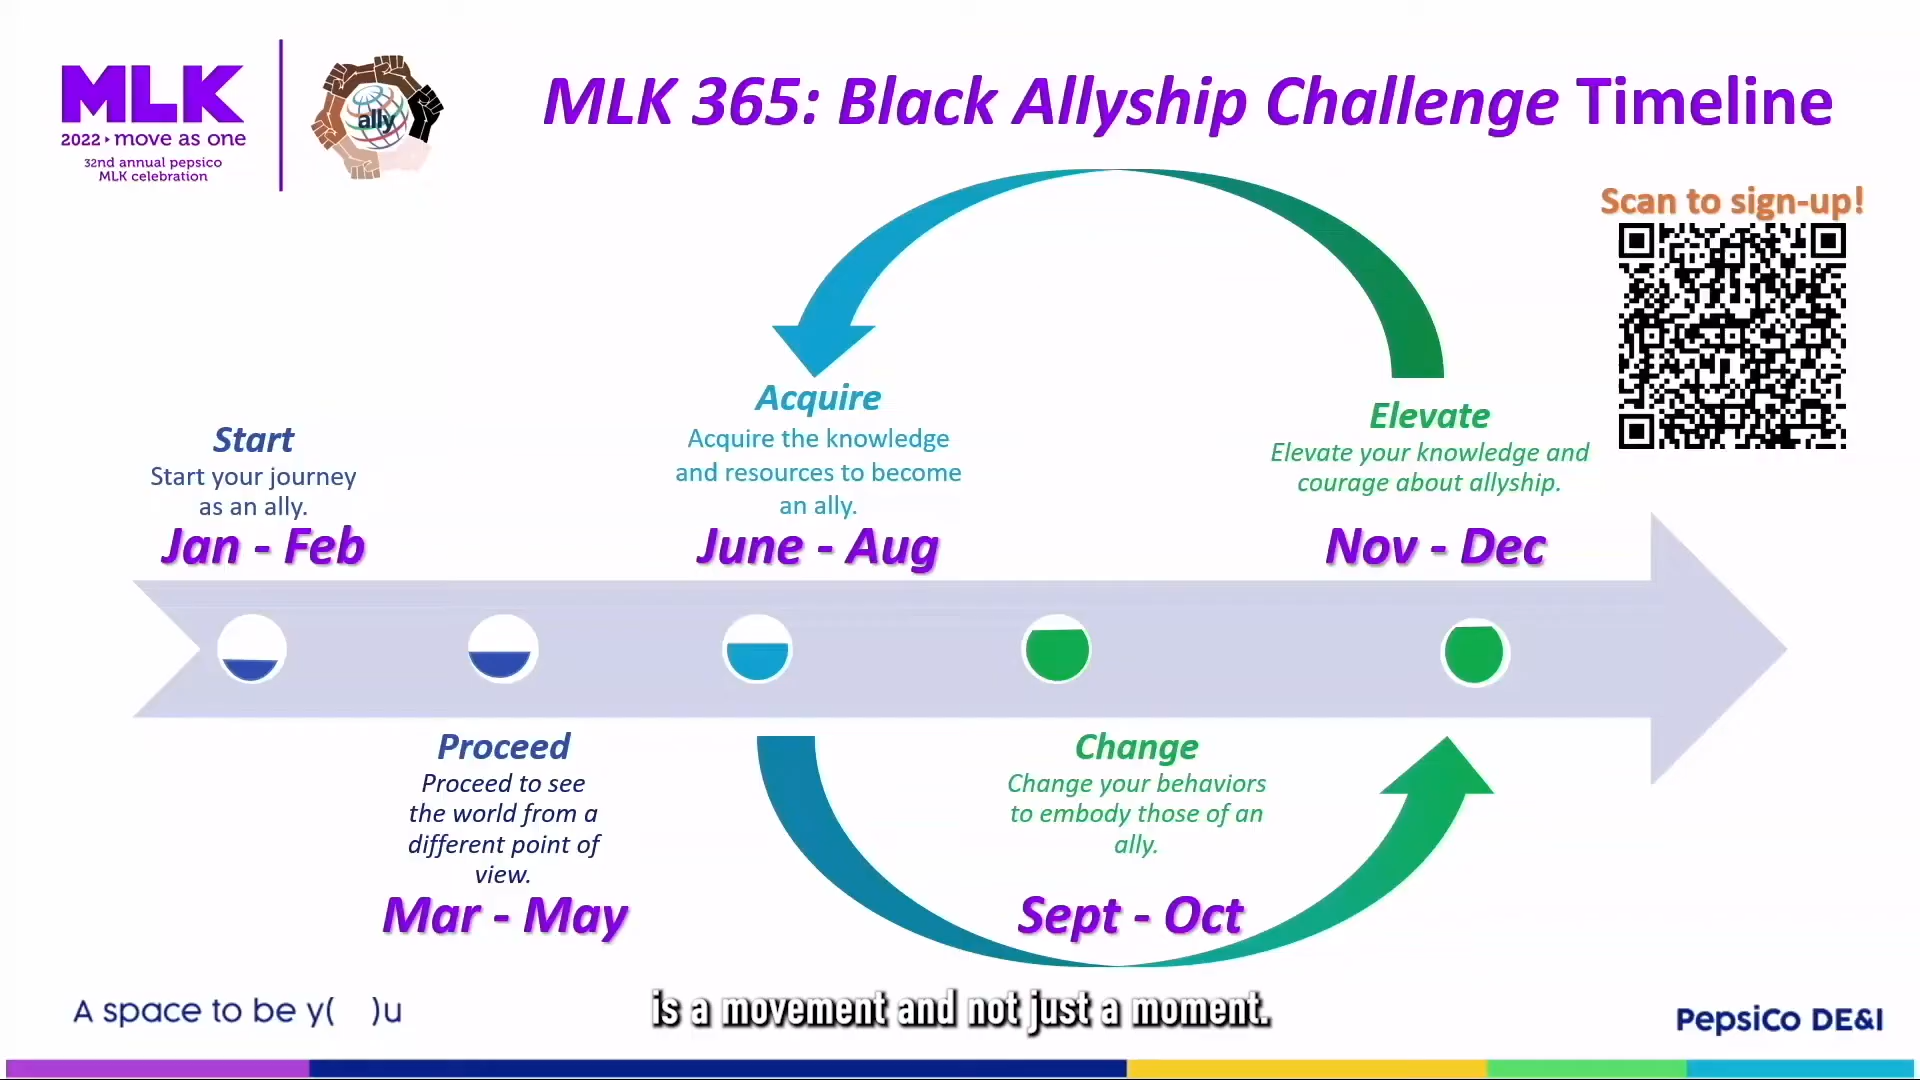 MLK
2022 ▸ move as one
32nd annual pepsico
MLK celebration
ally
MLK 365: Black Allyship Challenge Timeline
Scan to sign-up!
Start
Start your journey
as an ally.
Jan - Feb
Acquire
Acquire the knowledge
and resources to become
an ally.
June - Aug
Elevate
Elevate your knowledge and
courage about allyship.
Nov - Dec
Proceed
Proceed to see
the world from a
different point of
view.
Mar - May
Change
Change your behaviors
to embody those of an
ally.
Sept - Oct
A space to be y( )u
is a movement and not just a moment.
PepsiCo DE&I